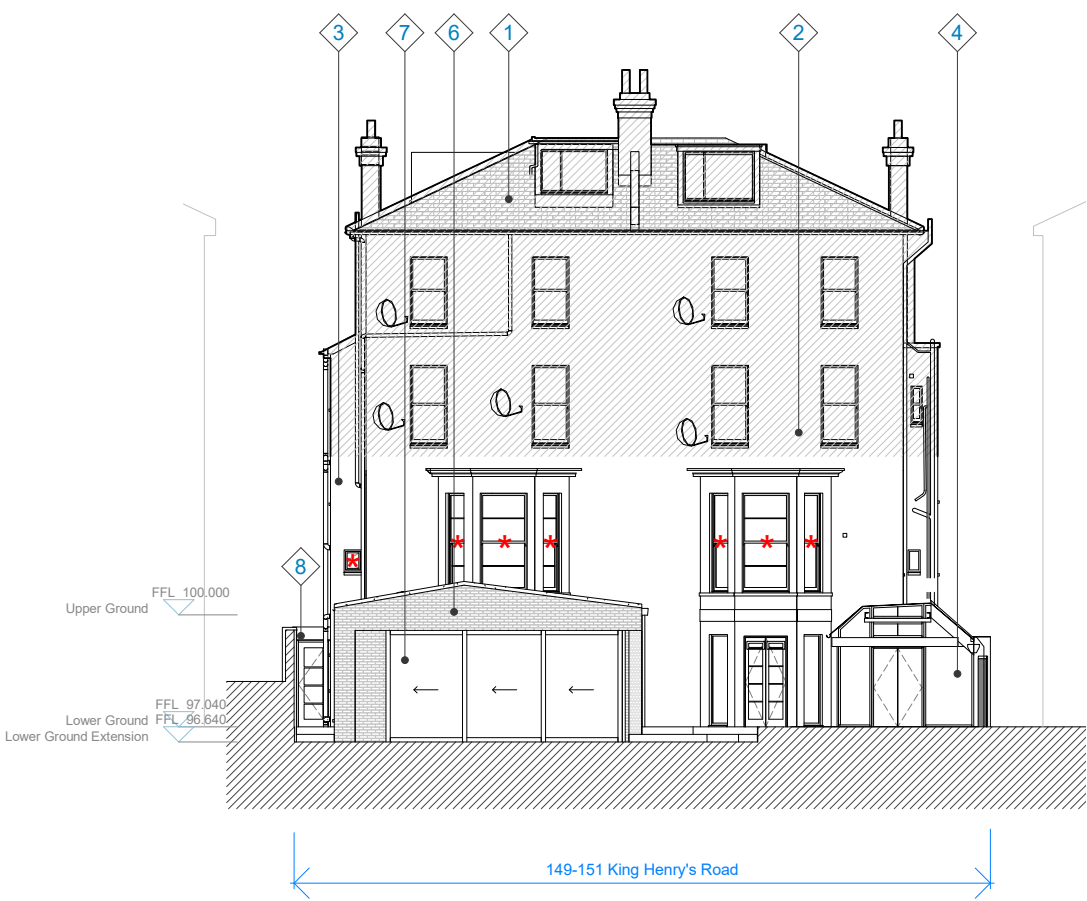 3 7 6 1 2 4
* * * * * *
*
8
FFL 100.000
Upper Ground
FFL 97.040
Lower Ground FFL 96.640
Lower Ground Extension
149-151 King Henry's Road